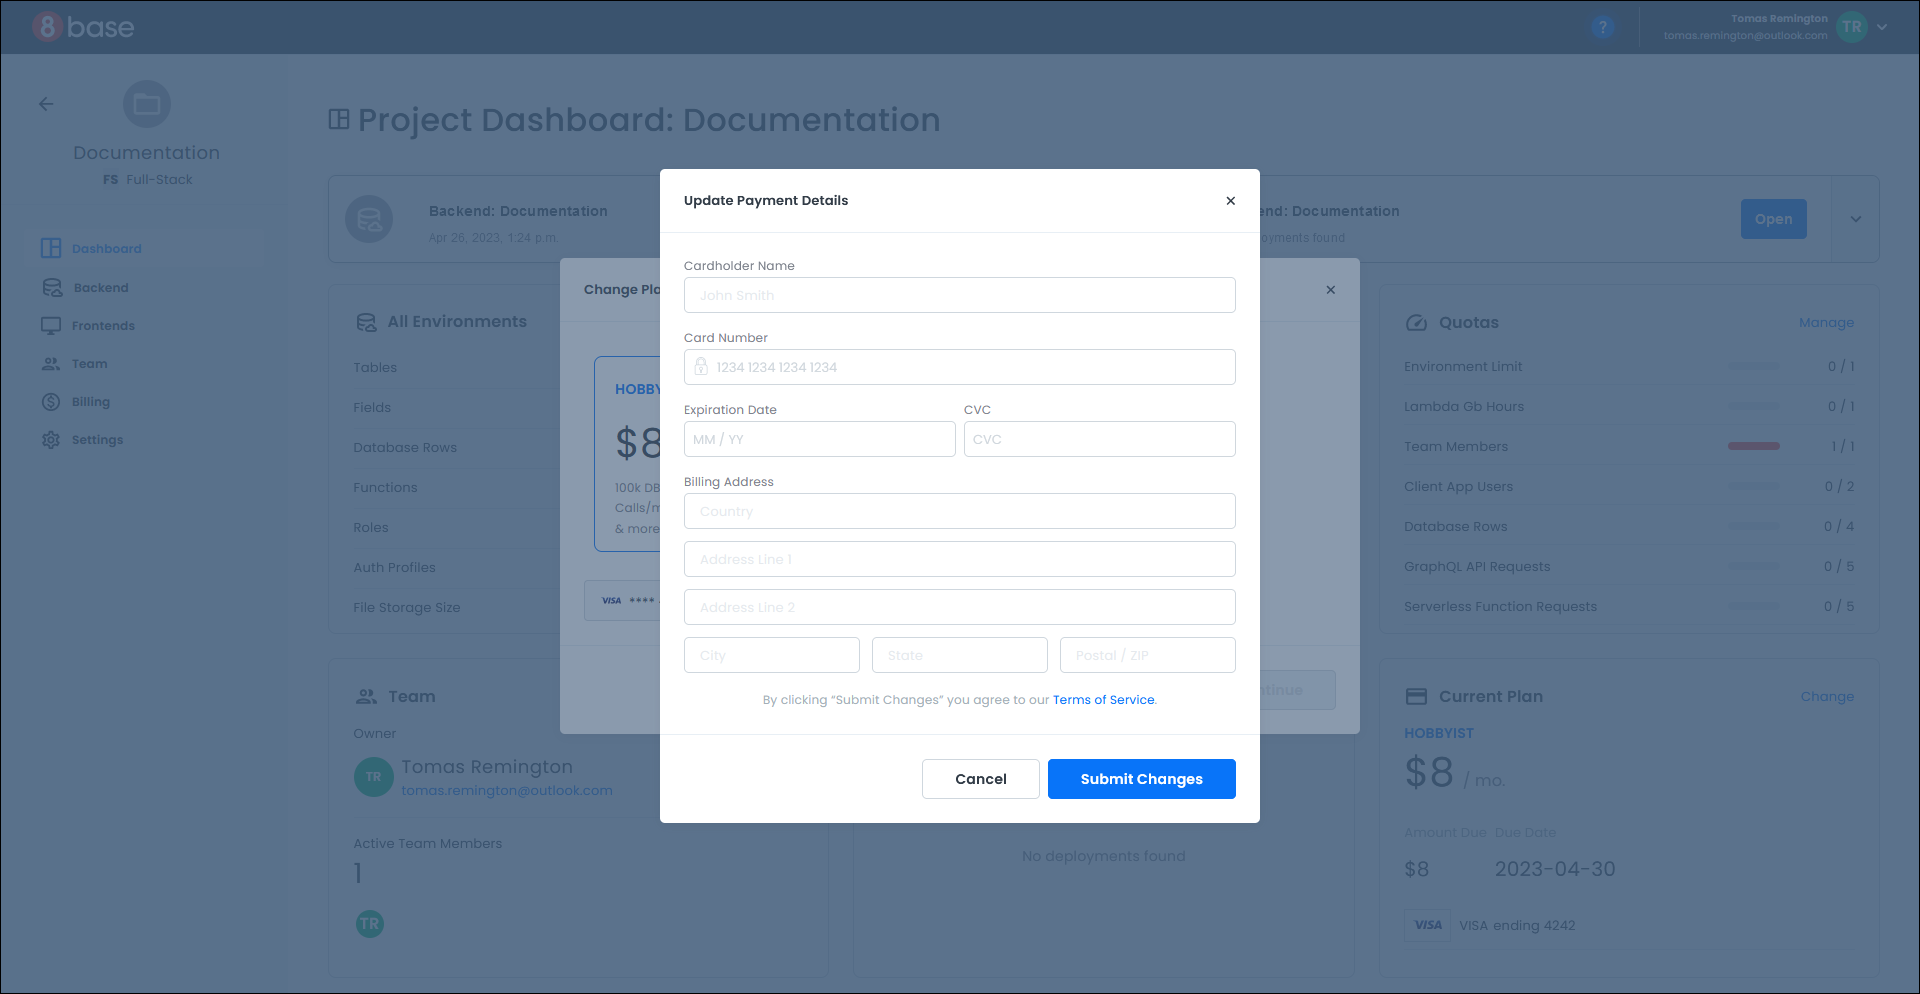 8base
?
Tomas Remington
tomas.remington@outlook.com
TR
Documentation
FS Full-Stack
Dashboard
Backend
Frontends
Team
Billing
Settings
Project Dashboard: Documentation
Backend: Documentation
Apr 26, 2023, 1:24 p.m.
end: Documentation
oyments found
Open
All Environments
Tables
Fields
Database Rows
Functions
Roles
Auth Profiles
File Storage Size
Change Pla
HOBBY
$8
100k DB
Calls/m
& more
VISA ****
ntinue
Update Payment Details
Cardholder Name
John Smith
Card Number
1234 1234 1234 1234
Expiration Date
MM / YY
CVC
CVC
Billing Address
Country
Address Line 1
Address Line 2
City
State
Postal / ZIP
By clicking “Submit Changes” you agree to our Terms of Service.
Cancel
Submit Changes
Quotas
Manage
Environment Limit 0 / 1
Lambda Gb Hours 0 / 1
Team Members 1 / 1
Client App Users 0 / 2
Database Rows 0 / 4
GraphQL API Requests 0 / 5
Serverless Function Requests 0 / 5
Team
Owner
TR
Tomas Remington
tomas.remington@outlook.com
Active Team Members
1
TR
No deployments found
Current Plan
Change
HOBBYIST
$8 / mo.
Amount Due Due Date
$8 2023-04-30
VISA VISA ending 4242